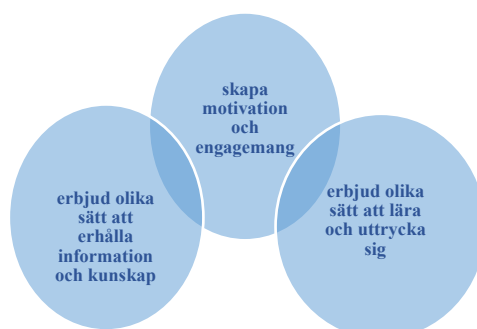 skapa
motivation
och
engagemang
erbjud olika
sätt att
erhålla
information
och kunskap
erbjud olika
sätt att lära
och uttrycka
sig